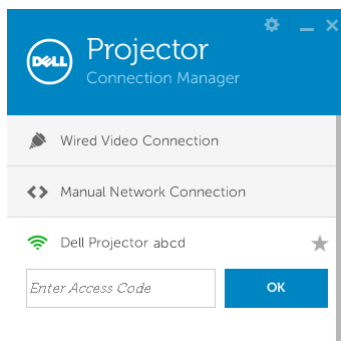 DELL
Projector
Connection Manager
Wired Video Connection
Manual Network Connection
Dell Projector abcd
Enter Access Code
OK